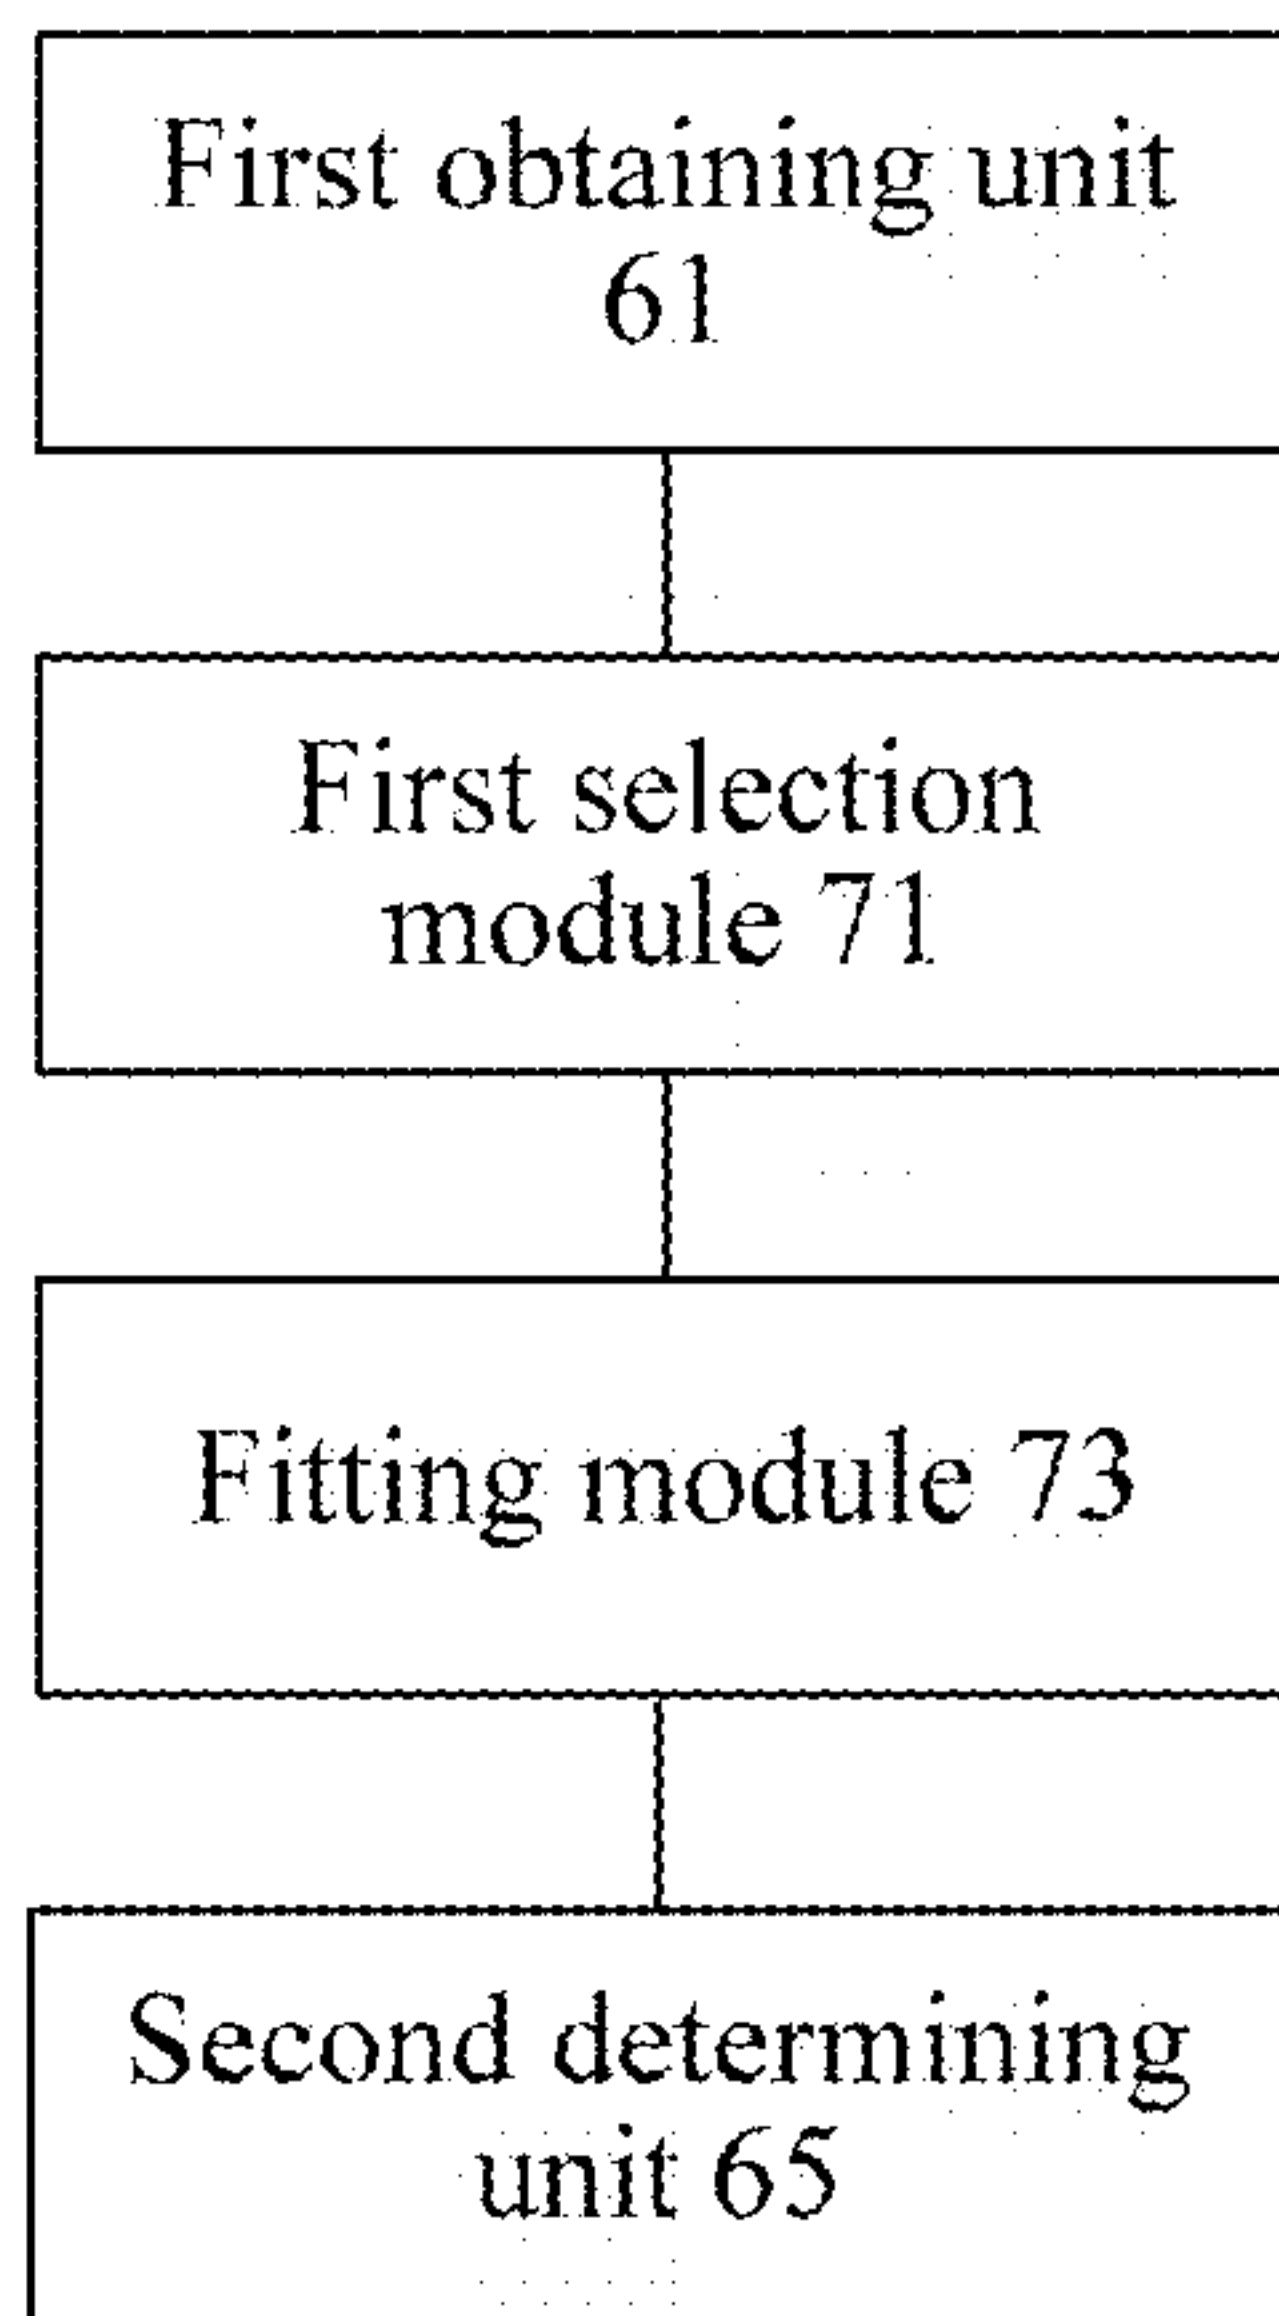 First obtaining unit
61
First selection
module 71
Fitting module 73
Second determining
unit 65